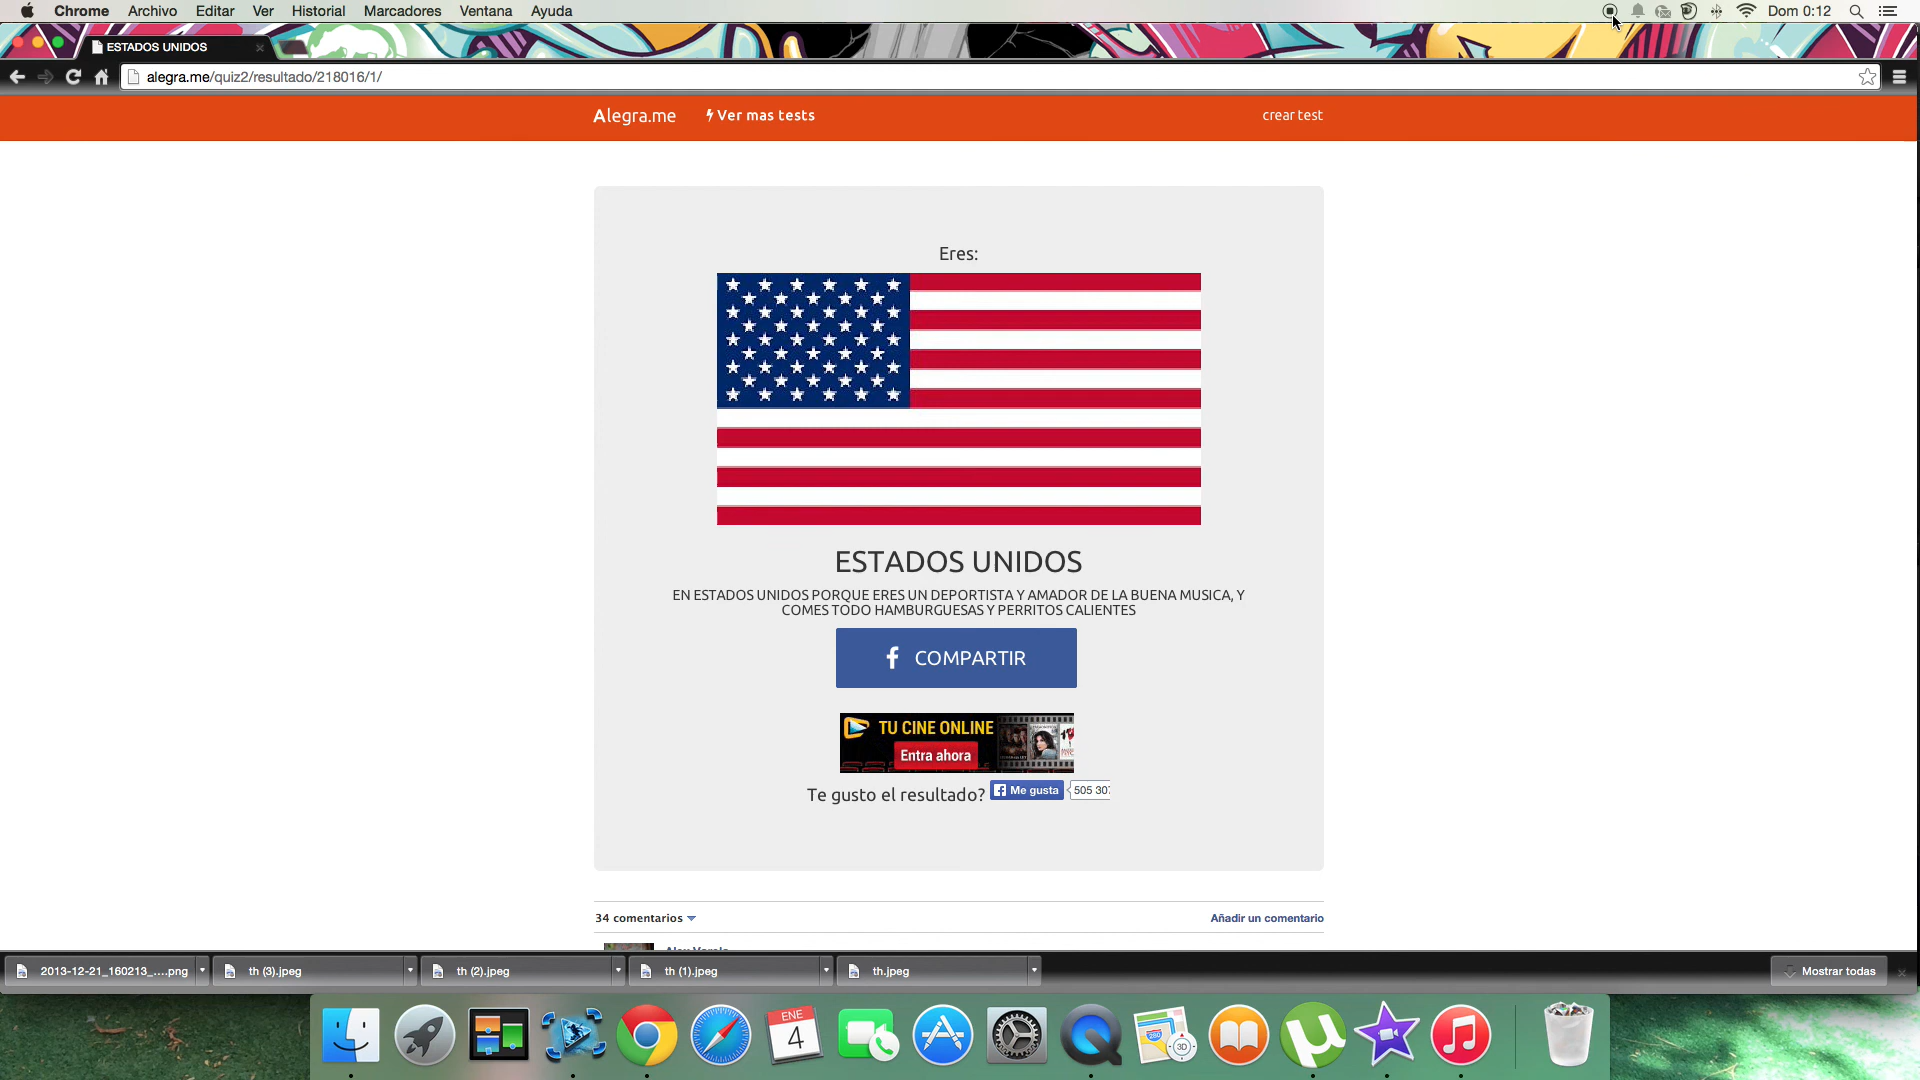 Chrome Archivo Editar Ver Historial Marcadores Ventana Ayuda Dom 0:12
ESTADOS UNIDOS
alegra.me/quiz2/resultado/218016/1/
Alegra.me Ver mas tests crear test
Eres:
ESTADOS UNIDOS
EN ESTADOS UNIDOS PORQUE ERES UN DEPORTISTA Y AMADOR DE LA BUENA MUSICA, Y
COMES TODO HAMBURGUESAS Y PERRITOS CALIENTES
COMPARTIR
TU CINE ONLINE
Entra ahora
Te gusto el resultado? Me gusta 505 307
34 comentarios Añadir un comentario
2013-12-21_160213_....png th (3).jpeg th (2).jpeg th (1).jpeg th.jpeg Mostrar todas
ENE
4
280
3D